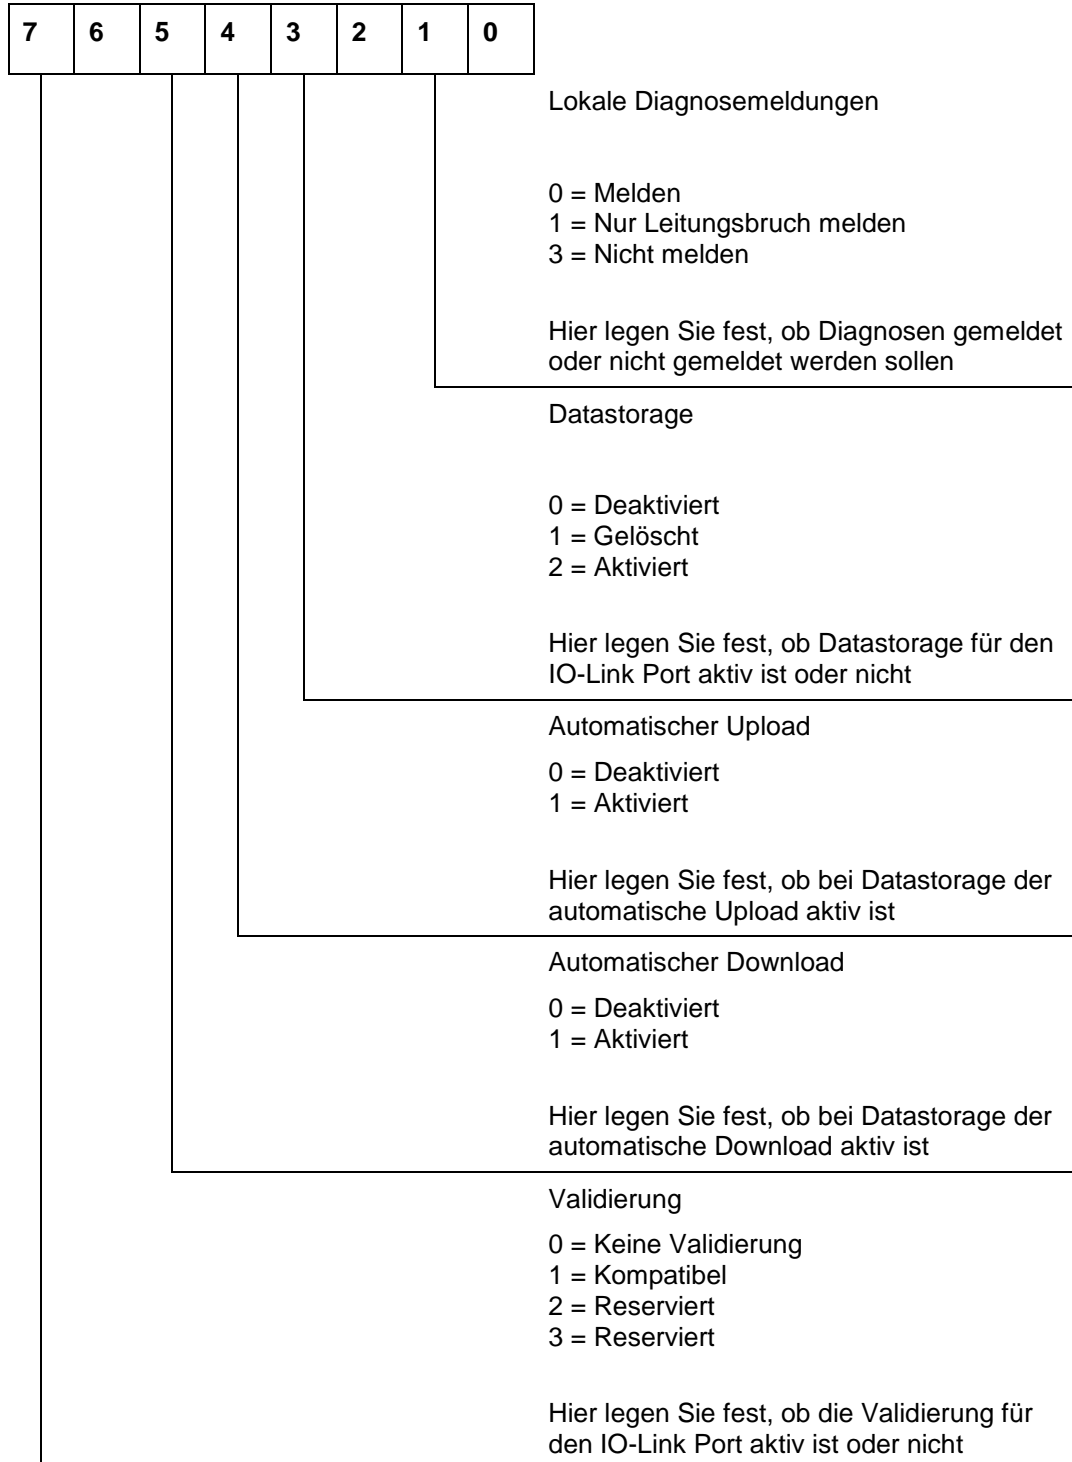 7 6 5 4 3 2 1 0
Lokale Diagnosemeldungen
0 = Melden
1 = Nur Leitungsbruch melden
3 = Nicht melden
Hier legen Sie fest, ob Diagnosen gemeldet
oder nicht gemeldet werden sollen
Datastorage
0 = Deaktiviert
1 = Gelöscht
2 = Aktiviert
Hier legen Sie fest, ob Datastorage für den
IO-Link Port aktiv ist oder nicht
Automatischer Upload
0 = Deaktiviert
1 = Aktiviert
Hier legen Sie fest, ob bei Datastorage der
automatische Upload aktiv ist
Automatischer Download
0 = Deaktiviert
1 = Aktiviert
Hier legen Sie fest, ob bei Datastorage der
automatische Download aktiv ist
Validierung
0 = Keine Validierung
1 = Kompatibel
2 = Reserviert
3 = Reserviert
Hier legen Sie fest, ob die Validierung für
den IO-Link Port aktiv ist oder nicht